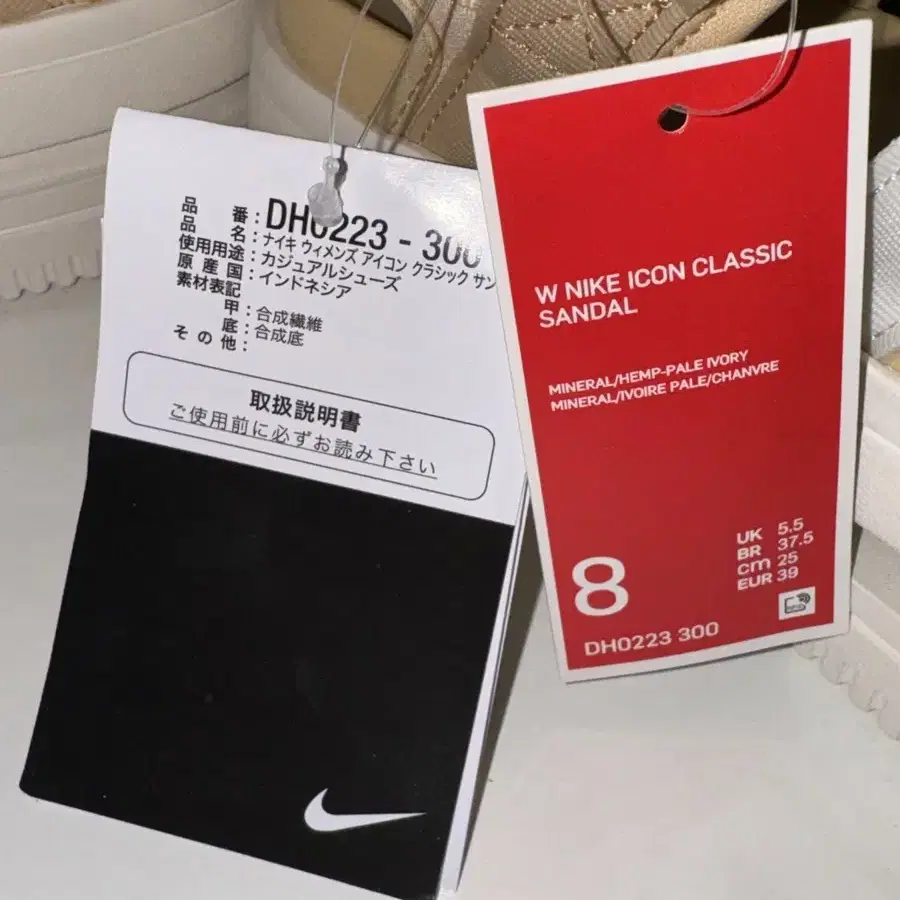 品番：DH0223 - 300
品名：ナイキ ウィメンズ アイコン クラシック サン
使用用途：カジュアルシューズ
原産国：インドネシア
素材表記
甲：合成繊維
底：合成底
その他：
取扱説明書
ご使用前に必ずお読み下さい
W NIKE ICON CLASSIC
SANDAL
MINERAL/HEMP-PALE IVORY
MINERAL/IVOIRE PALE/CHANVRE
UK 5.5
BR 37.5
cm 25
EUR 39
8
DH0223 300